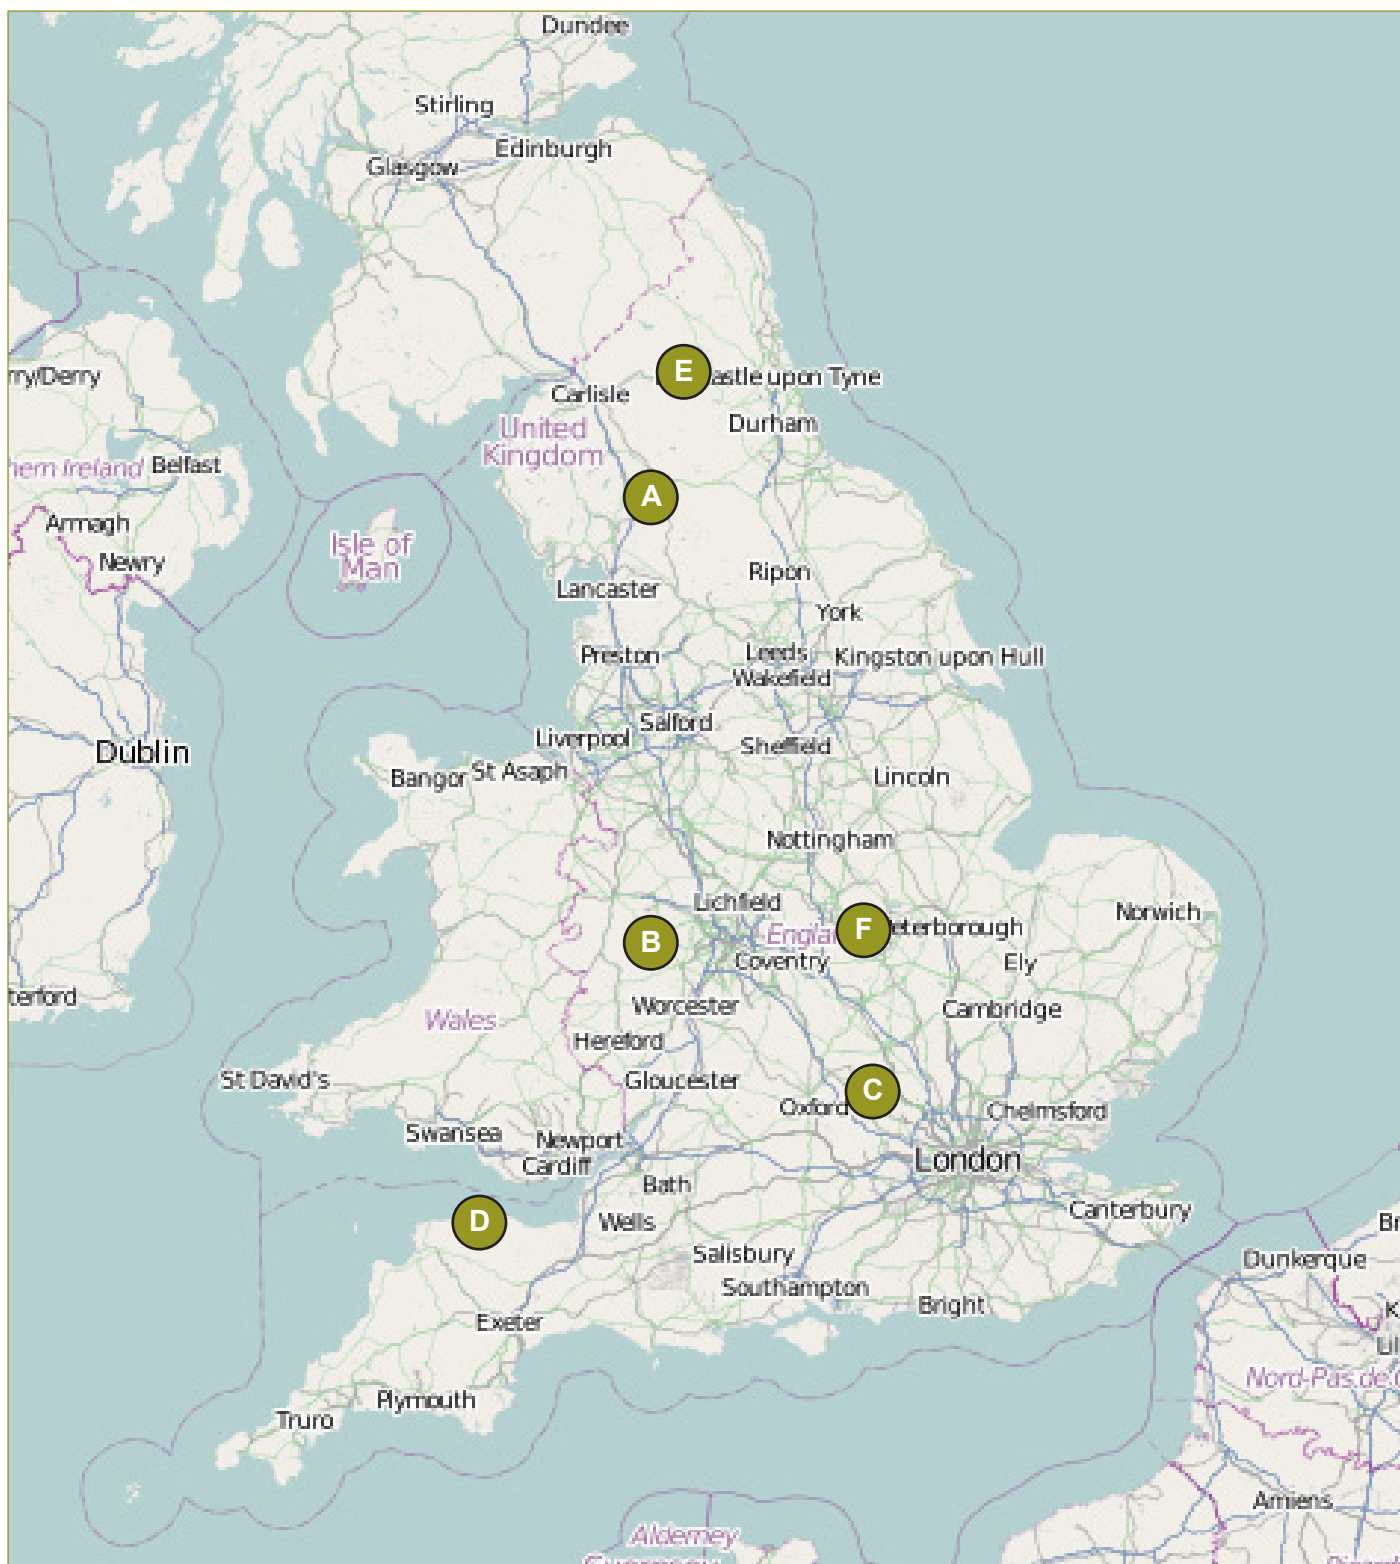 Dundee
Stirling
Edinburgh
Glasgow
E
rry/Derry
astle upon Tyne
Carlisle
Durham
United
Kingdom
hern Ireland
Belfast
A
Armagh
Isle of
Man
Newry
Ripon
Lancaster
York
Preston
Leeds
Kingston upon Hull
Wakefield
Salford
Liverpool
Sheffield
Dublin
Bangor
St Asaph
Lincoln
Nottingham
Lichfield
Norwich
F
eterborough
Englan
B
Coventry
Ely
terford
Worcester
Cambridge
Wales
Hereford
St David's
Gloucester
C
Oxford
Chelmsford
Swansea
Newport
Cardiff
London
Bath
Canterbury
D
Wells
Br
Salisbury
Dunkerque
Southampton
Bright
K
Exeter
Lil
Nord-Pas de C
Plymouth
Truro
Amiens
Alderney